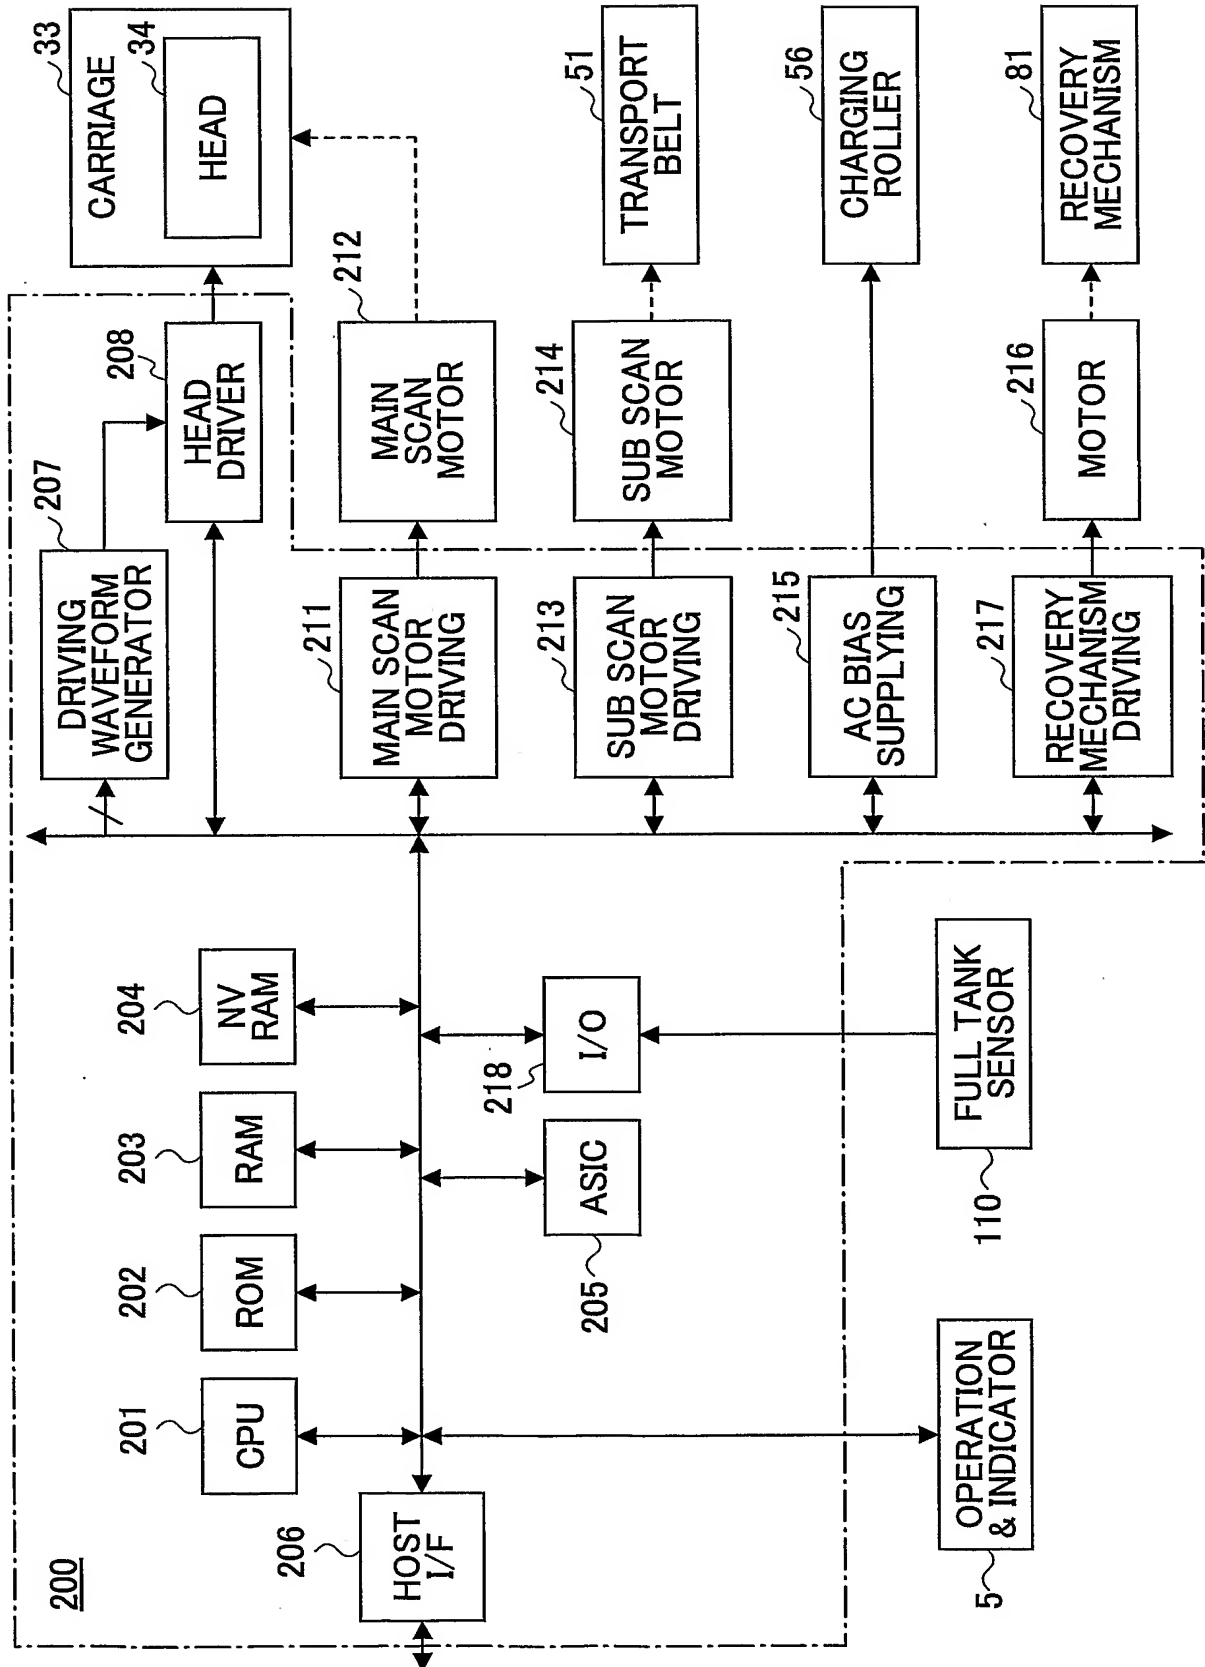 200
206
HOST
I/F
201
CPU
202
ROM
203
RAM
204
NV
RAM
205
ASIC
218
I/O
5
OPERATION
& INDICATOR
110
FULL TANK
SENSOR
207
DRIVING
WAVEFORM
GENERATOR
208
HEAD
DRIVER
33
CARRIAGE
34
HEAD
211
MAIN SCAN
MOTOR
DRIVING
212
MAIN
SCAN
MOTOR
213
SUB SCAN
MOTOR
DRIVING
214
SUB SCAN
MOTOR
51
TRANSPORT
BELT
215
AC BIAS
SUPPLYING
56
CHARGING
ROLLER
217
RECOVERY
MECHANISM
DRIVING
216
MOTOR
81
RECOVERY
MECHANISM